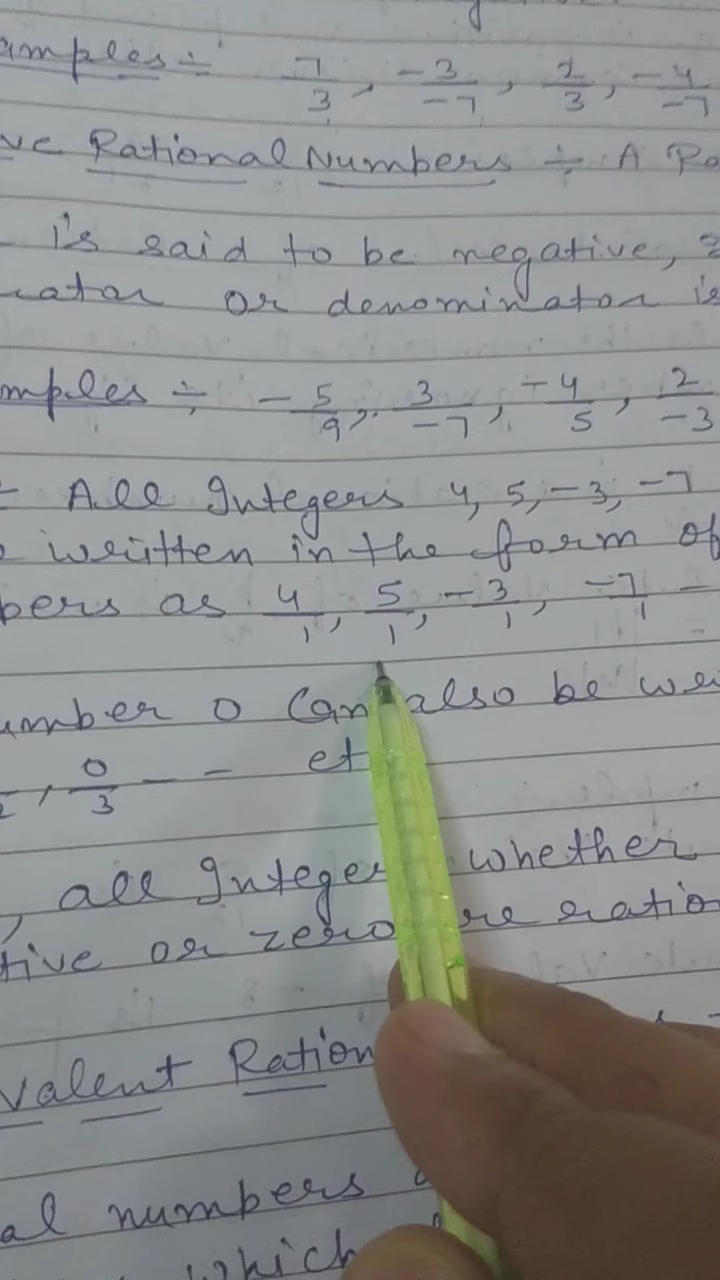 amples ÷ 7/3, -3/-7, 2/3, -4/-7
ve Rational Numbers ÷ A
is said to be negative,
rator or denominator is
mples ÷ -5/9, 3/-7, -4/5, 2/-3
All Integers 4, 5, -3, -7
written in the form of
bers as 4/1, 5/1, -3/1, -7/1 -
umber 0 Can also be
, 0/3 - - et
, all Integer whether
tive or zero re ratio
valent Ration
al numbers
which